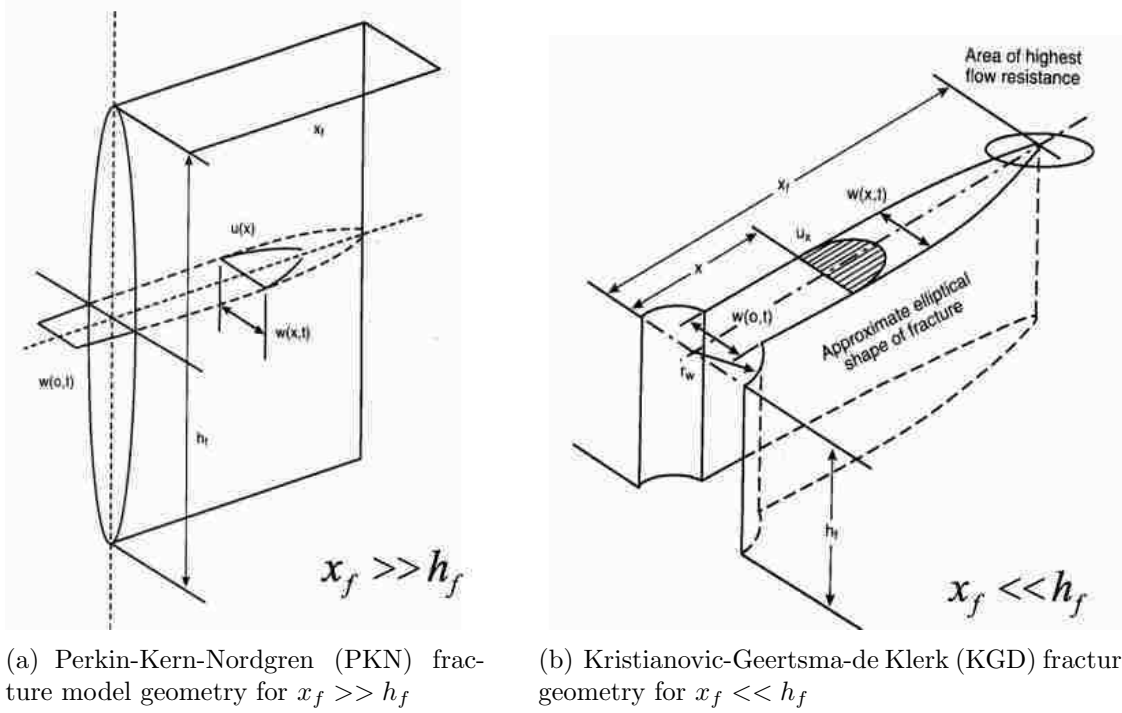 x_f
u(x)
w(x,t)
w(o,t)
h_f
x_f >> h_f
Area of highest
flow resistance
x_f
w(x,t)
u_x
x
w(o,t)
r_w
Approximate elliptical
shape of fracture
h_f
x_f << h_f
(a) Perkin-Kern-Nordgren (PKN) frac-
ture model geometry for x_f >> h_f
(b) Kristianovic-Geertsma-de Klerk (KGD) fractur
geometry for x_f << h_f